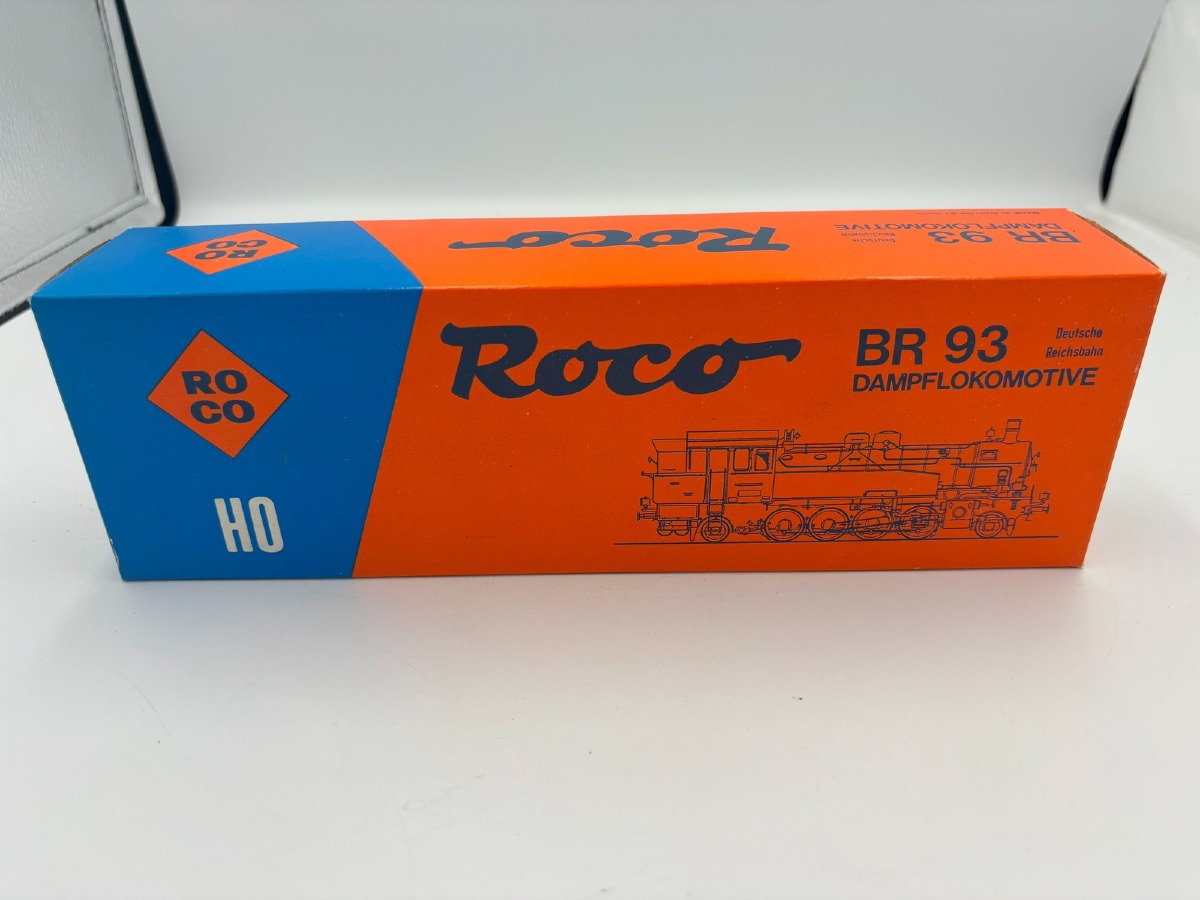 RO
CO
Roco
BR 93
DAMPFLOKOMOTIVE
Deutsche
Reichsbahn
RO
CO
HO
Roco
BR 93
DAMPFLOKOMOTIVE
Deutsche
Reichsbahn